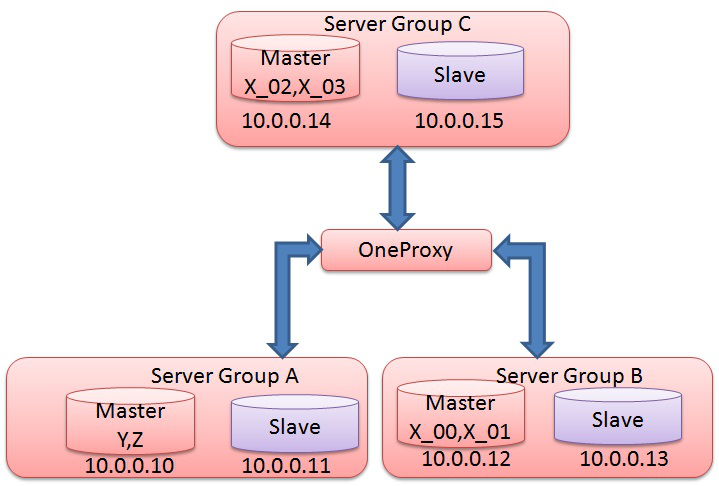 Server Group C
Master
X_02,X_03
Slave
10.0.0.14
10.0.0.15
OneProxy
Server Group A
Master
Y,Z
Slave
10.0.0.10
10.0.0.11
Server Group B
Master
X_00,X_01
Slave
10.0.0.12
10.0.0.13